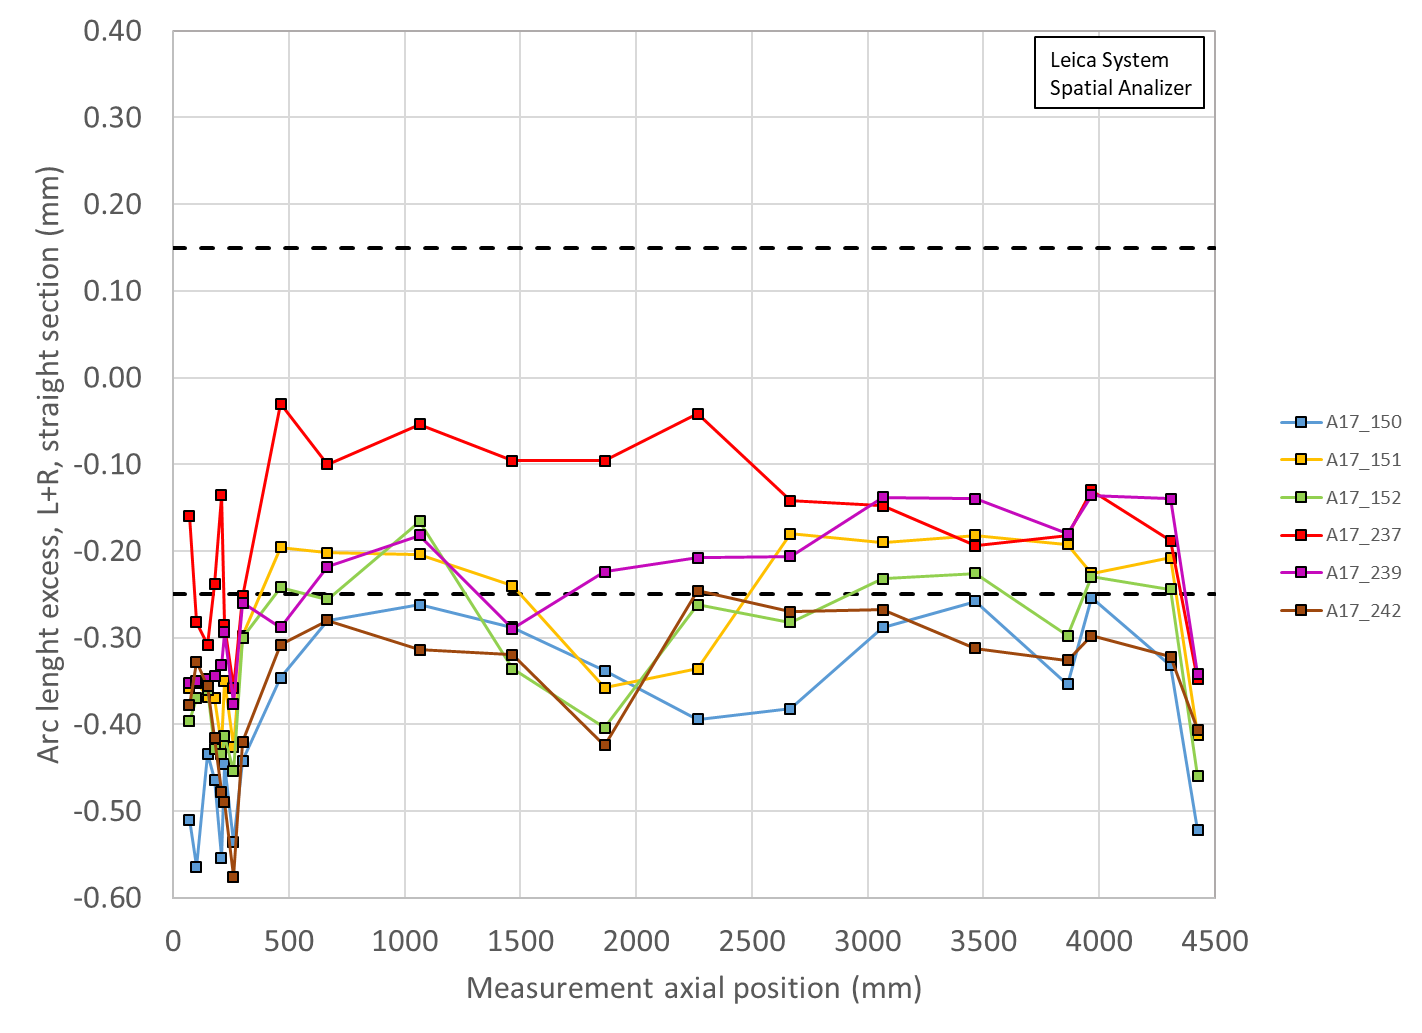 0.40
0.30
0.20
0.10
0.00
-0.10
-0.20
-0.30
-0.40
-0.50
-0.60
Arc lenght excess, L+R, straight section (mm)
Leica System
Spatial Analizer
A17_150
A17_151
A17_152
A17_237
A17_239
A17_242
0 500 1000 1500 2000 2500 3000 3500 4000 4500
Measurement axial position (mm)